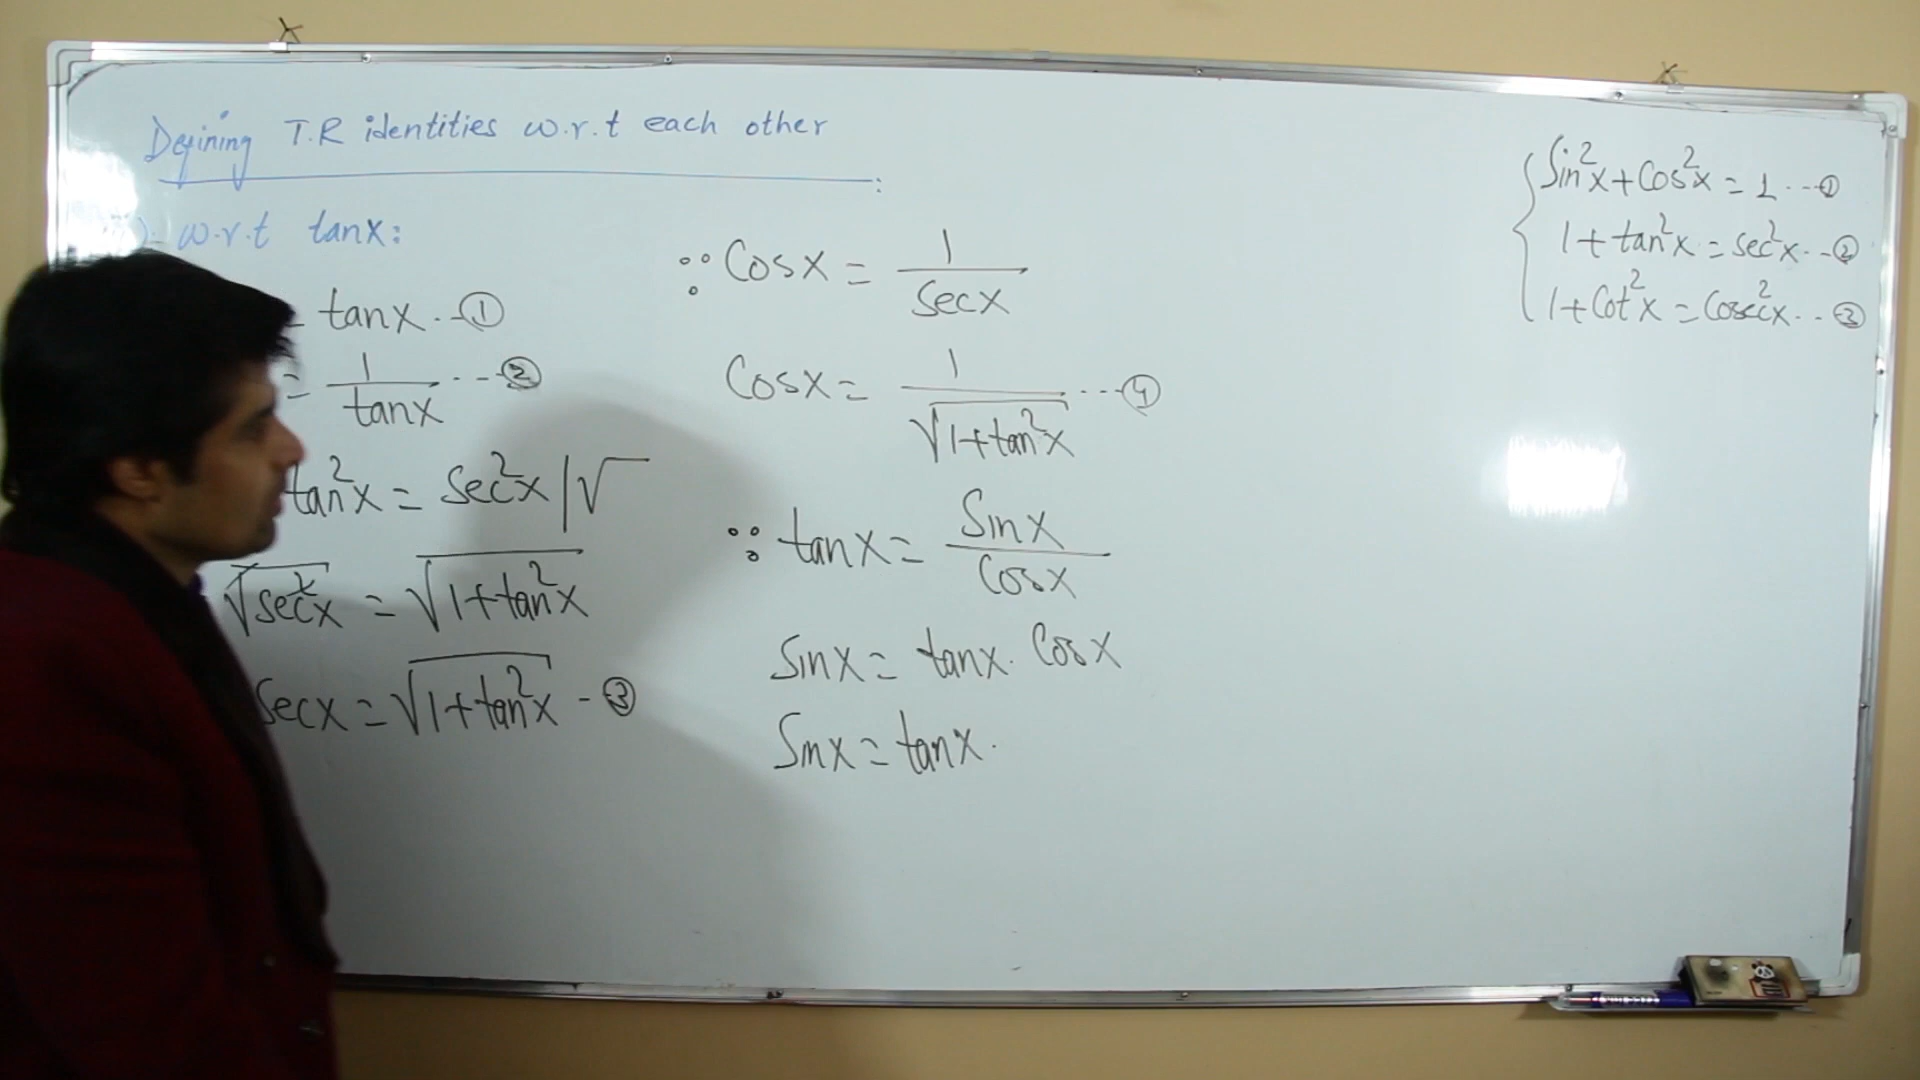 Defining T.R identities w.r.t each other :
w.r.t tanx:
= tanx --①
= 1/tanx ---②
tan²x = sec²x |√
√sec²x = √1+tan²x
secx = √1+tan²x -③
∵ Cosx = 1/secx
Cosx = 1/√1+tan²x ---④
∵ tanx = Sinx/Cosx
Sinx = tanx. Cosx
Sinx = tanx.
Sin²x+Cos²x = 1 ---①
1+tan²x = sec²x ---②
1+Cot²x = Cosec²x ---③